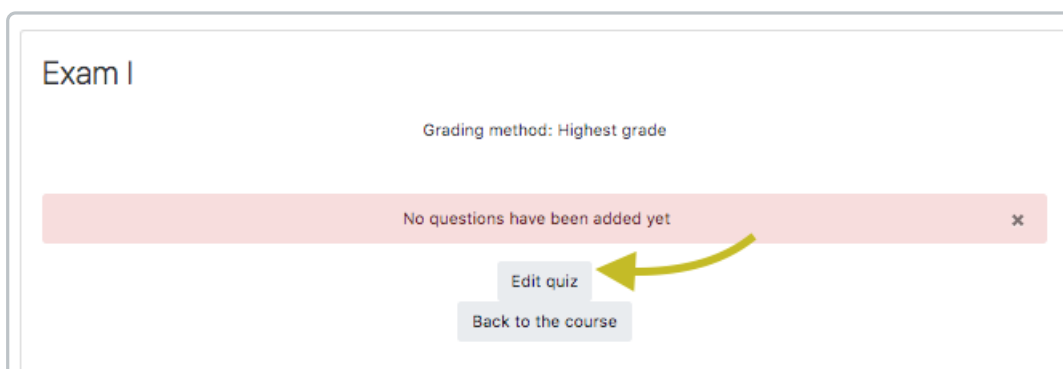 Exam I
Grading method: Highest grade
No questions have been added yet ×
Edit quiz
Back to the course